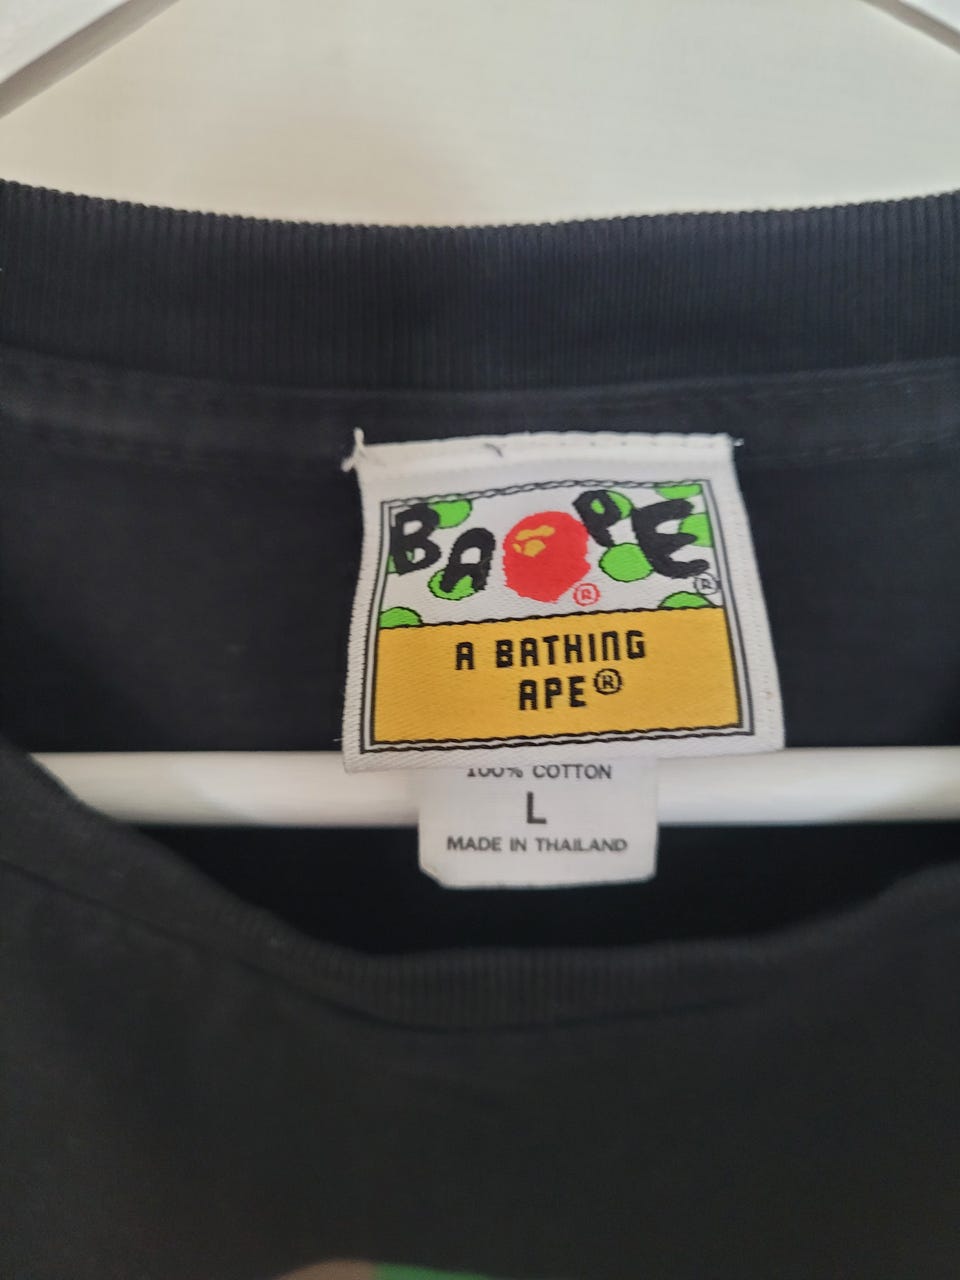 BAPE®
®
A BATHING
APE®
100% COTTON
L
MADE IN THAILAND